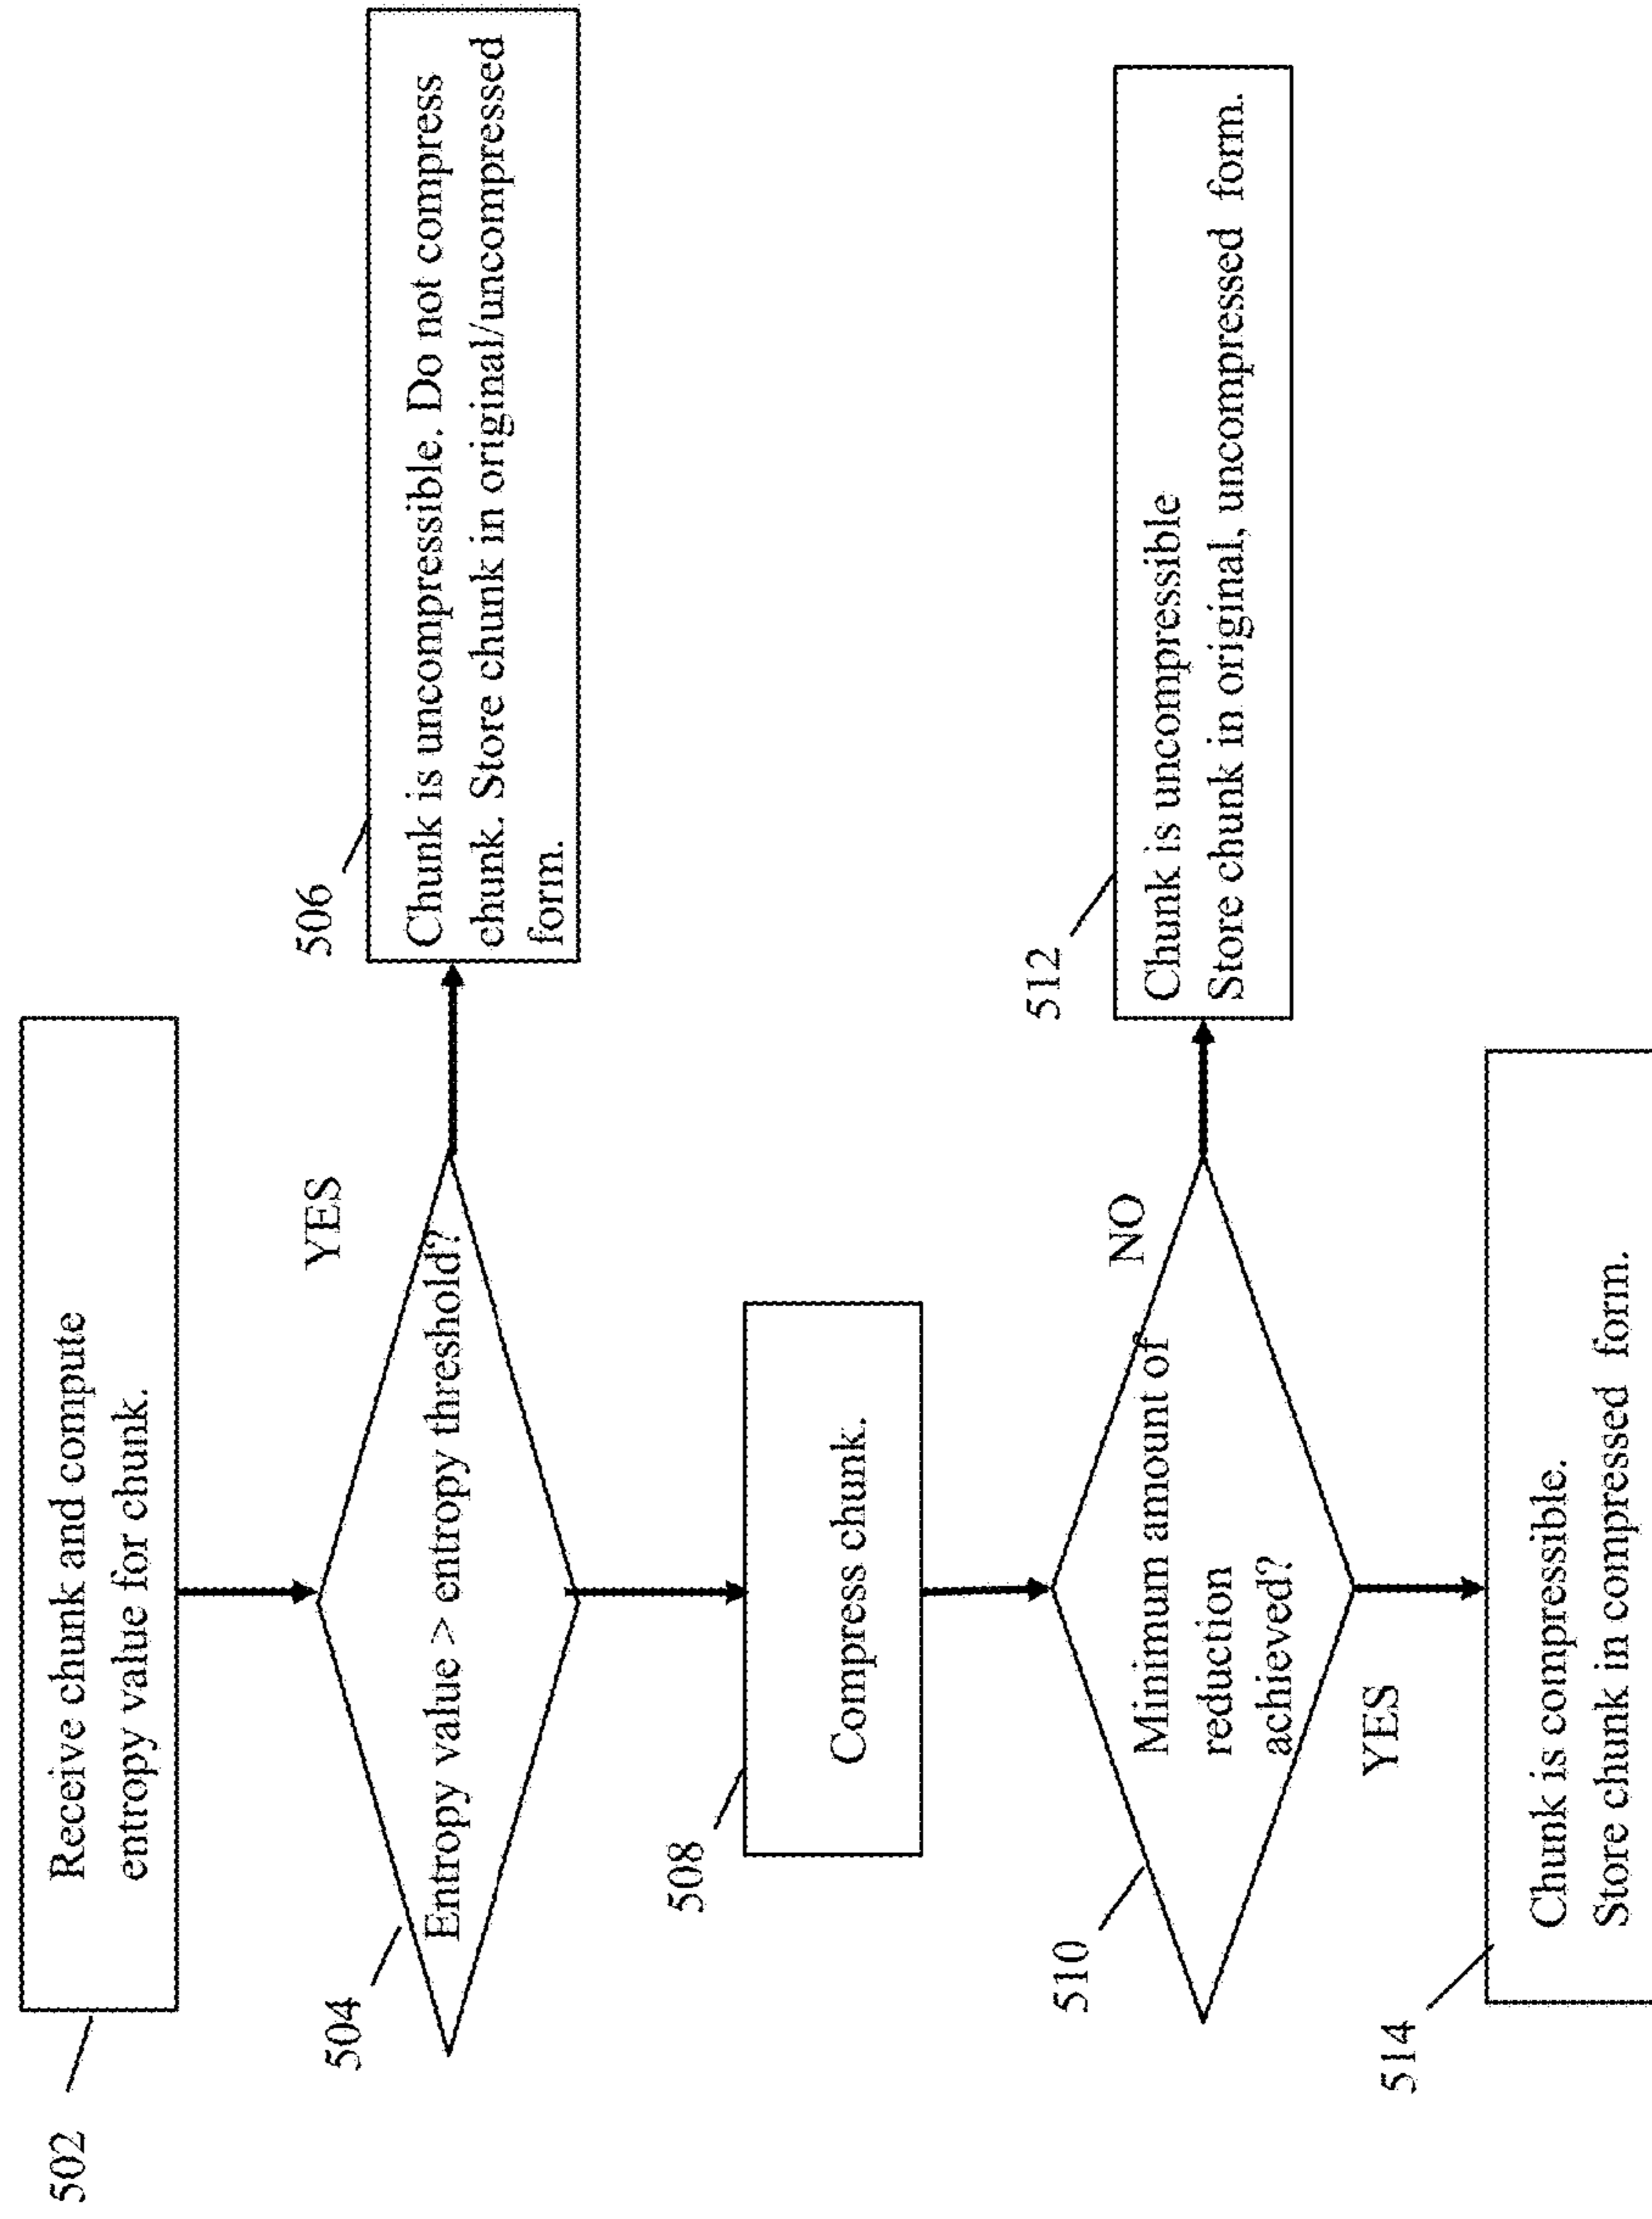 502
Receive chunk and compute
entropy value for chunk.
504
Entropy value > entropy threshold?
YES
506
Chunk is uncompressible. Do not compress
chunk. Store chunk in original/uncompressed
form.
508
Compress chunk.
510
Minimum amount of
reduction
achieved?
NO
512
Chunk is uncompressible
Store chunk in original, uncompressed form.
YES
514
Chunk is compressible.
Store chunk in compressed form.